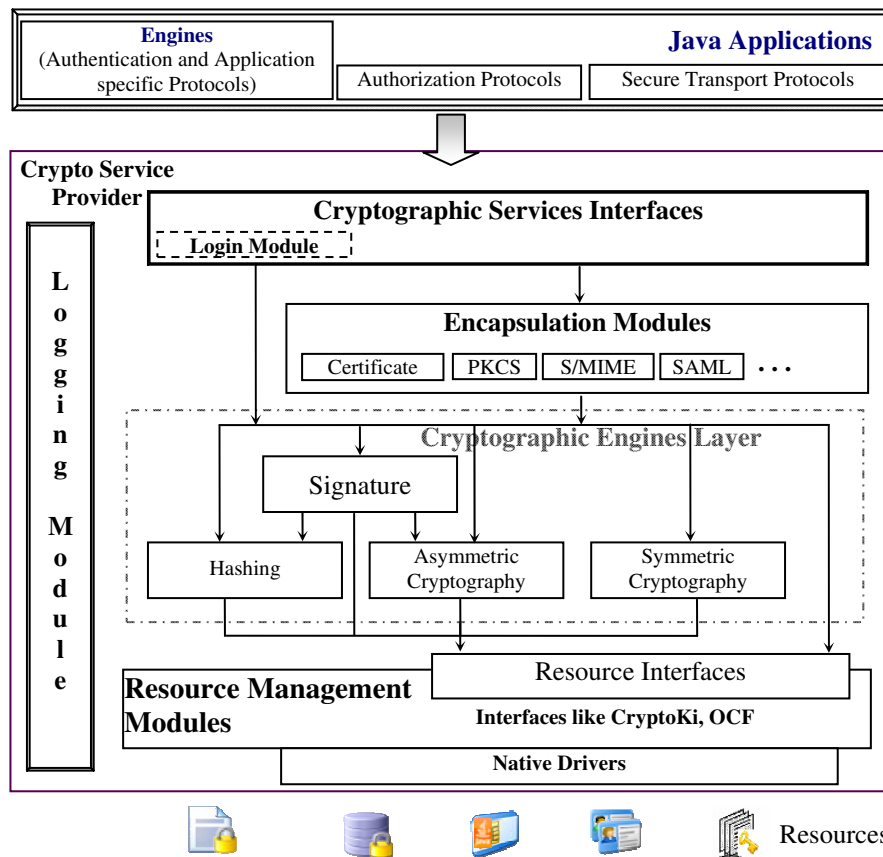 Engines
(Authentication and Application
specific Protocols)
Java Applications
Authorization Protocols
Secure Transport Protocols
Crypto Service
Provider
Cryptographic Services Interfaces
Login Module
Logging Module
Encapsulation Modules
Certificate
PKCS
S/MIME
SAML
...
Cryptographic Engines Layer
Signature
Hashing
Asymmetric
Cryptography
Symmetric
Cryptography
Resource Interfaces
Resource Management
Modules
Interfaces like CryptoKi, OCF
Native Drivers
Resources